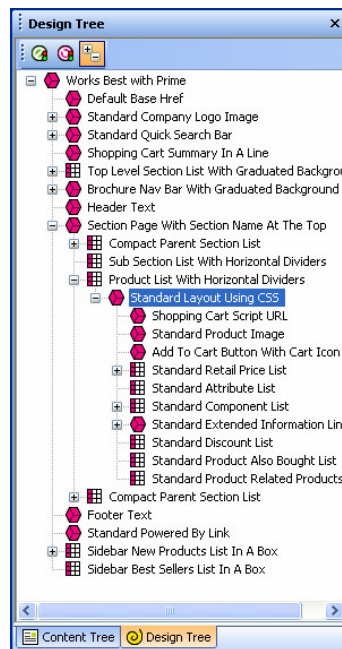 Design Tree
Works Best with Prime
Default Base Href
Standard Company Logo Image
Standard Quick Search Bar
Shopping Cart Summary In A Line
Top Level Section List With Graduated Backgrou
Brochure Nav Bar With Graduated Background
Header Text
Section Page With Section Name At The Top
Compact Parent Section List
Sub Section List With Horizontal Dividers
Product List With Horizontal Dividers
Standard Layout Using CSS
Shopping Cart Script URL
Standard Product Image
Add To Cart Button With Cart Icon
Standard Retail Price List
Standard Attribute List
Standard Component List
Standard Extended Information Lin
Standard Discount List
Standard Product Also Bought List
Standard Product Related Products
Compact Parent Section List
Footer Text
Standard Powered By Link
Sidebar New Products List In A Box
Sidebar Best Sellers List In A Box
Content Tree Design Tree